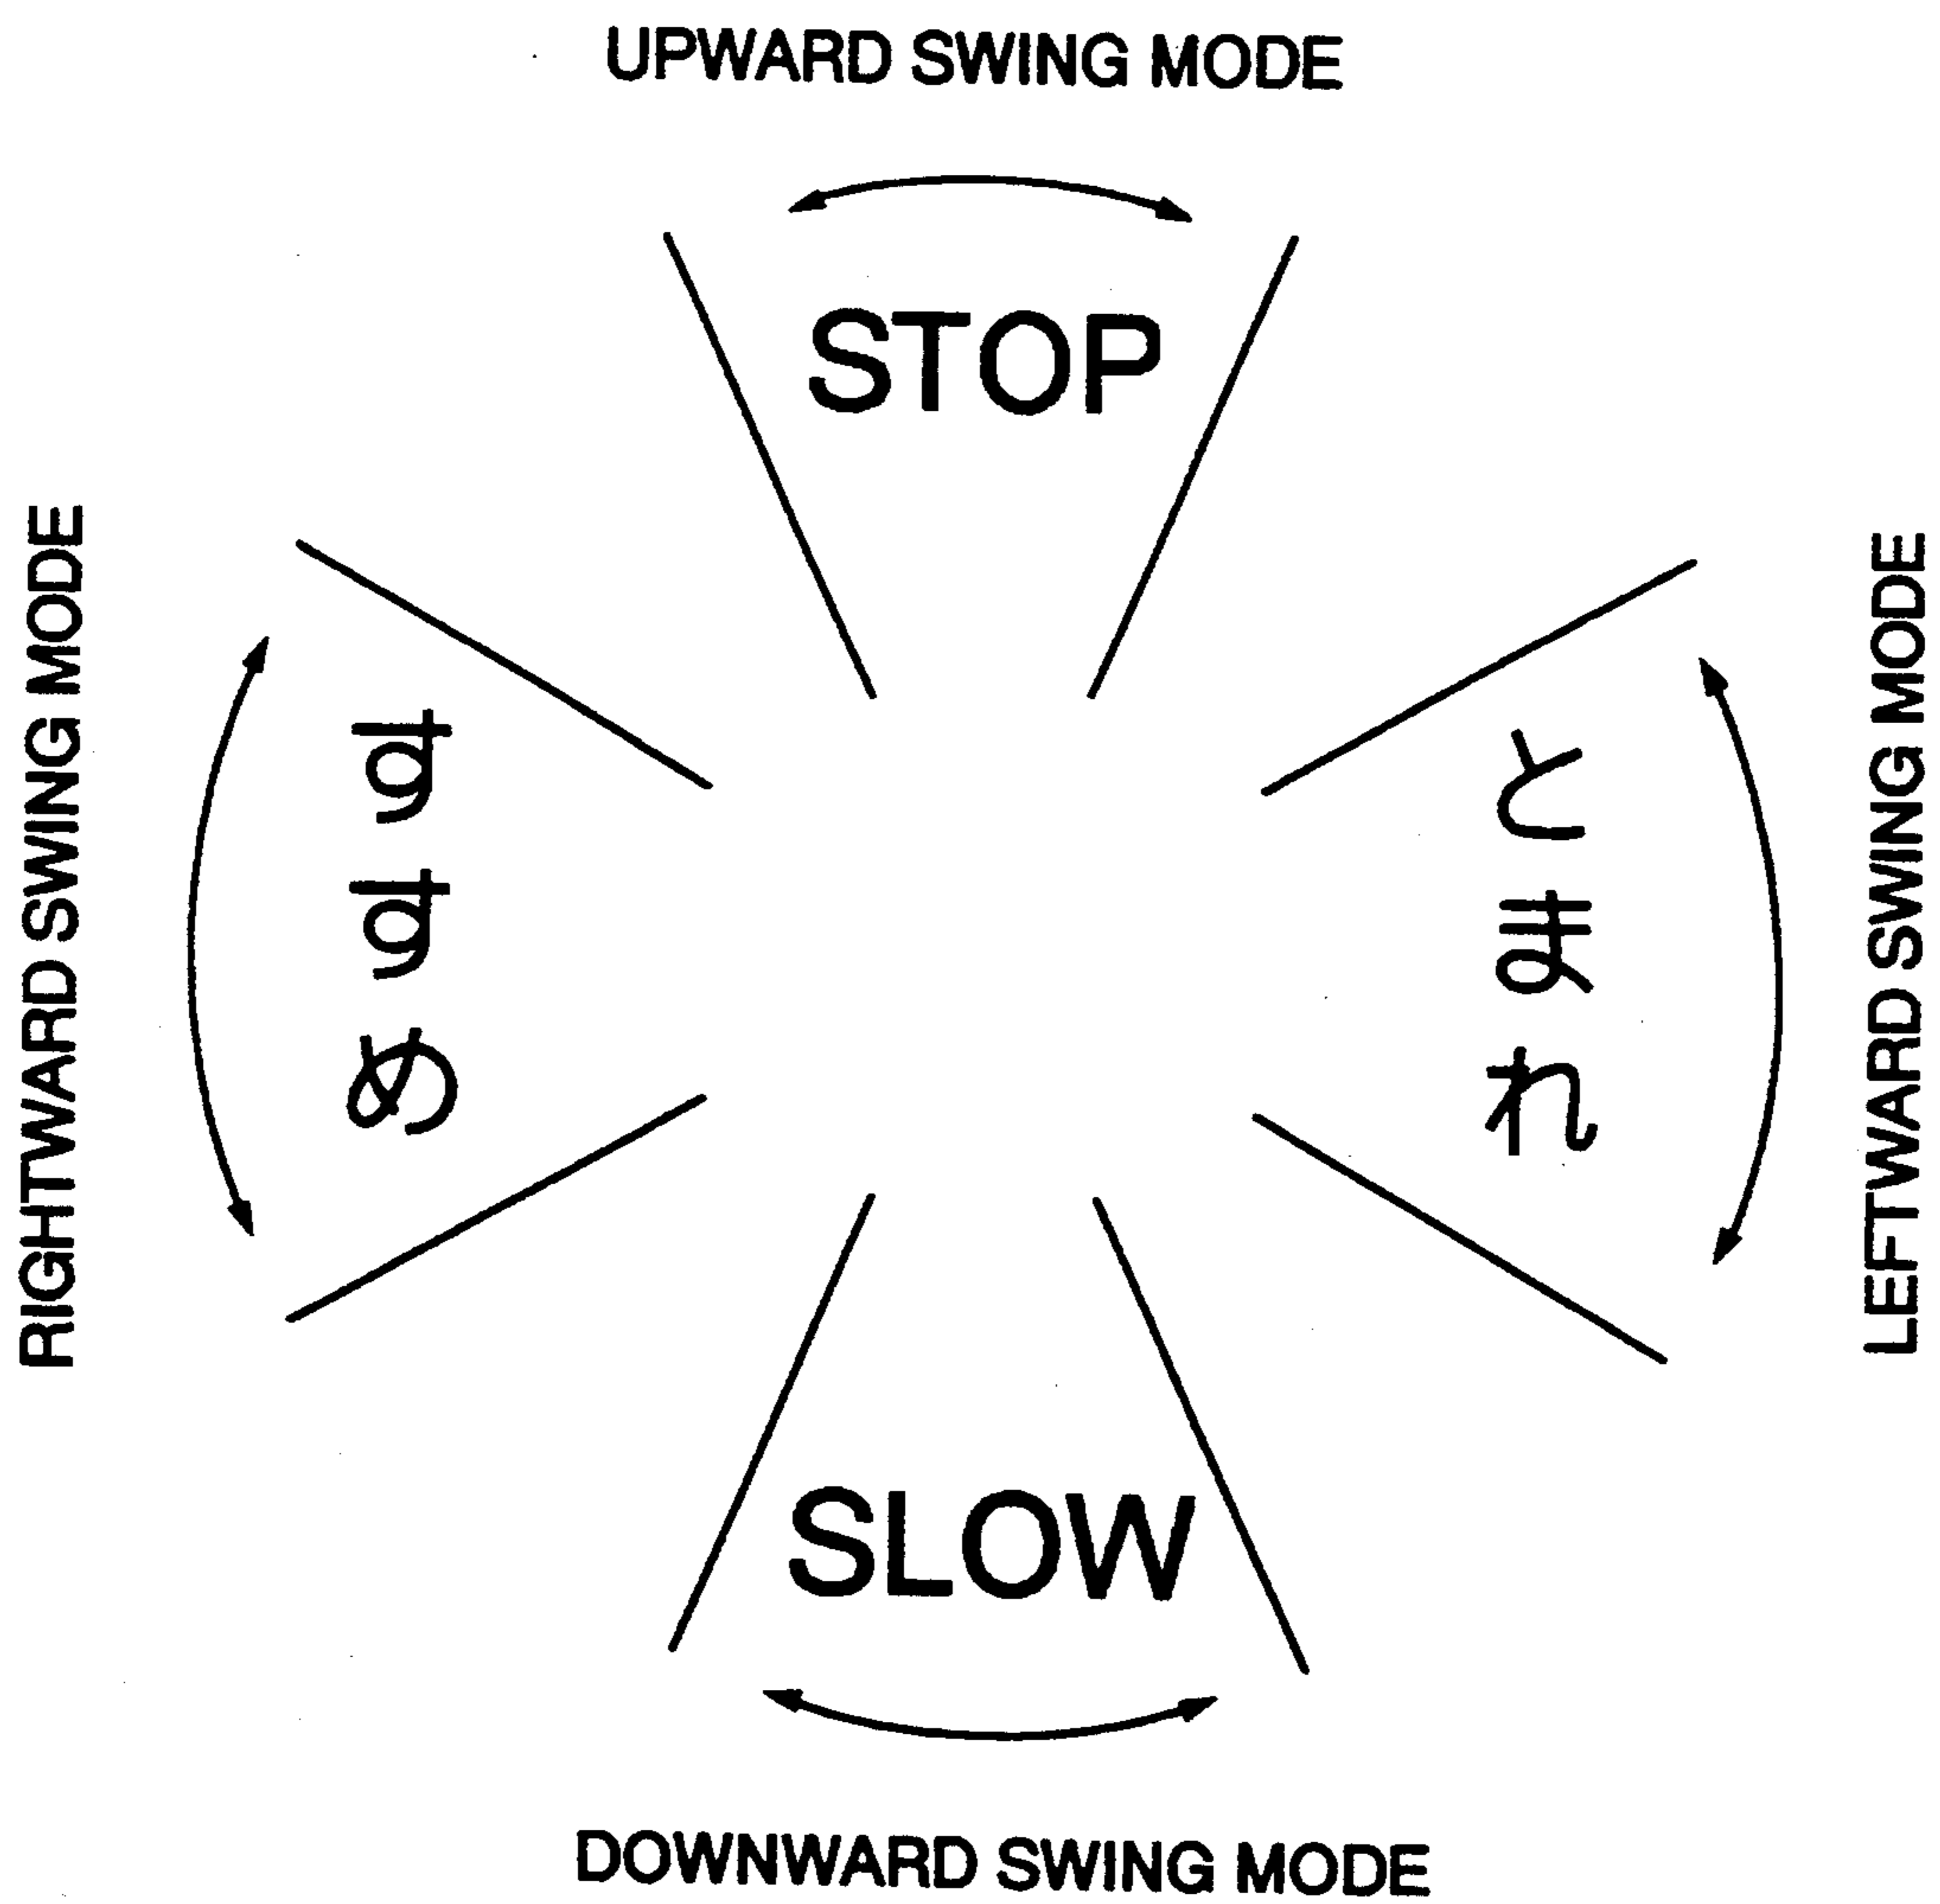 UPWARD SWING MODE
STOP
RIGHTWARD SWING MODE
すすめ
とまれ
LEFTWARD SWING MODE
SLOW
DOWNWARD SWING MODE